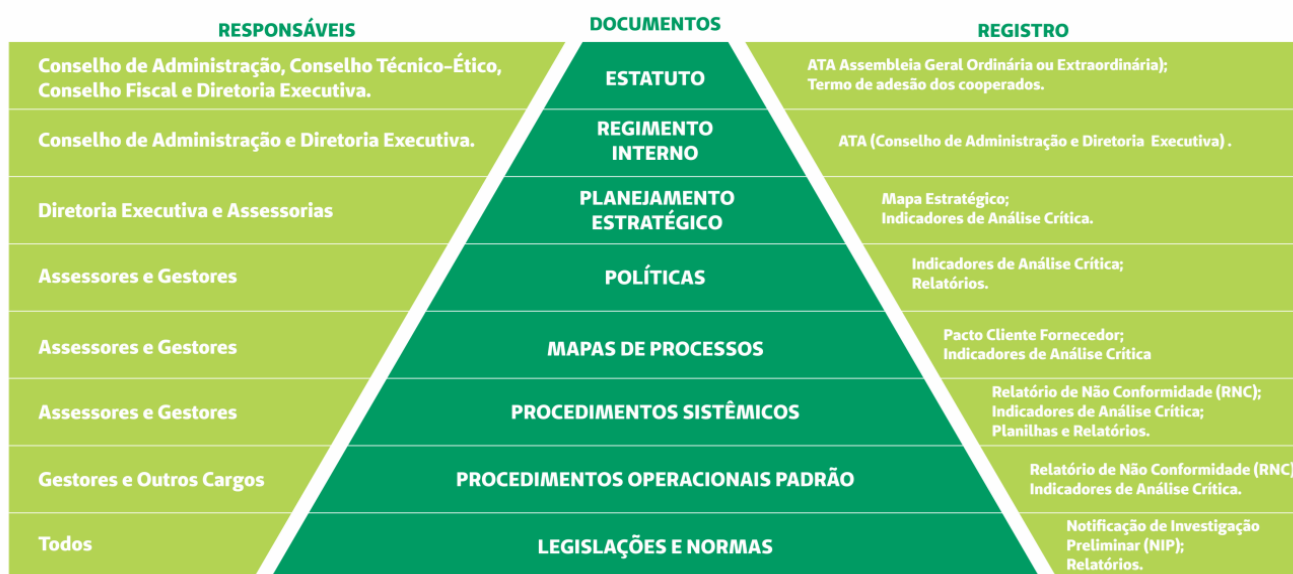 RESPONSÁVEIS
DOCUMENTOS
REGISTRO
Conselho de Administração, Conselho Técnico-Ético,
Conselho Fiscal e Diretoria Executiva.
ESTATUTO
ATA Assembleia Geral Ordinária ou Extraordinária);
Termo de adesão dos cooperados.
Conselho de Administração e Diretoria Executiva.
REGIMENTO
INTERNO
ATA (Conselho de Administração e Diretoria Executiva) .
Diretoria Executiva e Assessorias
PLANEJAMENTO
ESTRATÉGICO
Mapa Estratégico;
Indicadores de Análise Crítica.
Assessores e Gestores
POLÍTICAS
Indicadores de Análise Crítica;
Relatórios.
Assessores e Gestores
MAPAS DE PROCESSOS
Pacto Cliente Fornecedor;
Indicadores de Análise Crítica
Assessores e Gestores
PROCEDIMENTOS SISTÊMICOS
Relatório de Não Conformidade (RNC);
Indicadores de Análise Crítica;
Planilhas e Relatórios.
Gestores e Outros Cargos
PROCEDIMENTOS OPERACIONAIS PADRÃO
Relatório de Não Conformidade (RNC)
Indicadores de Análise Crítica.
Todos
LEGISLAÇÕES E NORMAS
Notificação de Investigação
Preliminar (NIP);
Relatórios.